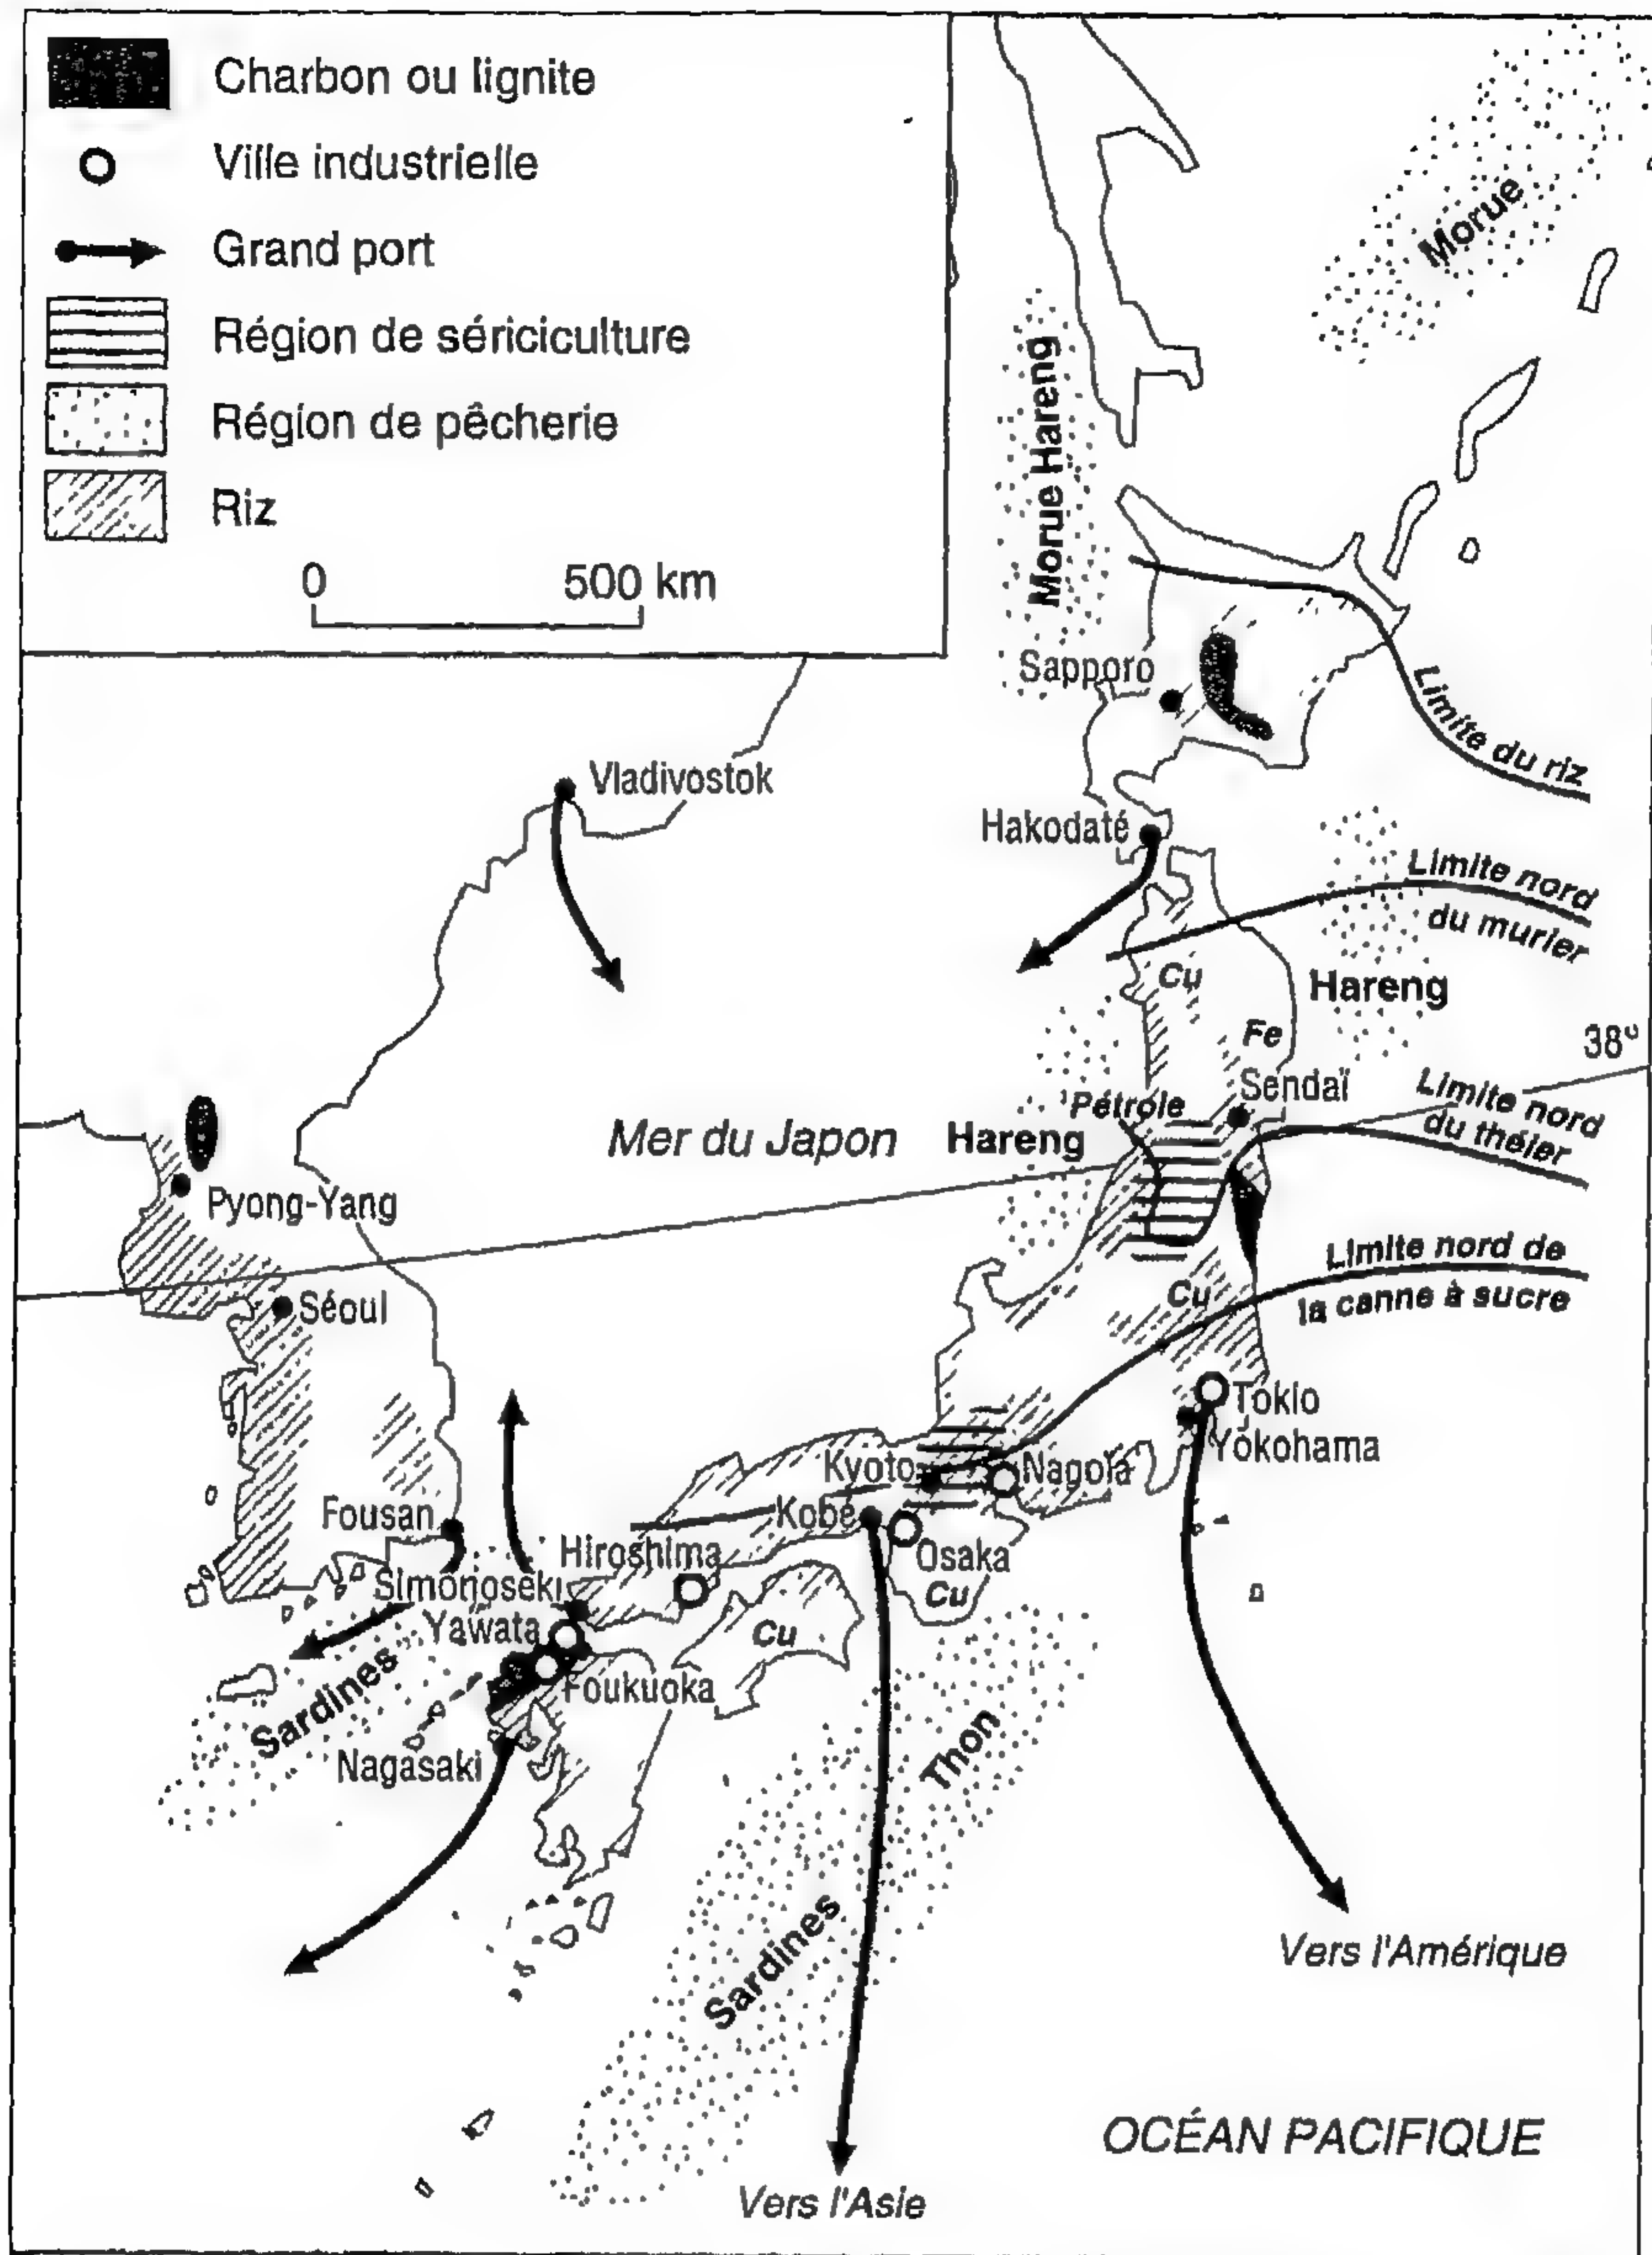 Charbon ou lignite
Ville industrielle
Grand port
Région de sériciculture
Région de pêcherie
Riz
0 500 km
Morue
Morue Hareng
Sapporo
Limite du riz
Vladivostok
Hakodaté
Limite nord
du murier
Cu
Hareng
Fe
38°
Sendaï
Limite nord
du théier
Pétrole
Mer du Japon
Hareng
Pyong-Yang
Limite nord de
la canne à sucre
Cu
Séoul
Tokio
Yokohama
Kyoto
Nagoïa
Kobé
Fousan
Osaka
Hiroshima
Simonoseki
Cu
Yawata
Cu
Foukuoka
Sardines
Nagasaki
Thon
Sardines
Vers l'Amérique
OCÉAN PACIFIQUE
Vers l'Asie